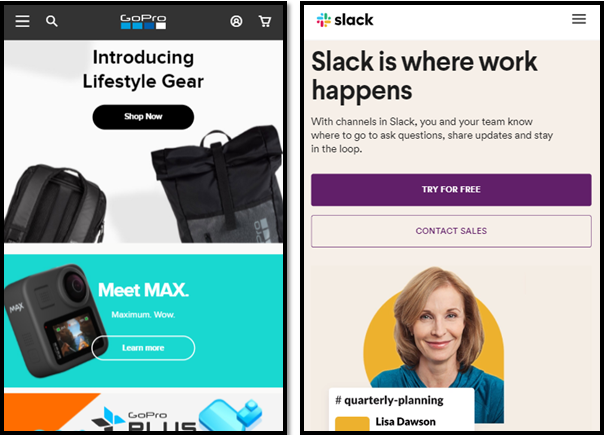 GoPro
Introducing
Lifestyle Gear
Shop Now
GoPro
MAX
Meet MAX.
Maximum. Wow.
Learn more
GoPro
PLUS
slack
Slack is where work
happens
With channels in Slack, you and your team know
where to go to ask questions, share updates and stay
in the loop.
TRY FOR FREE
CONTACT SALES
# quarterly-planning
Lisa Dawson